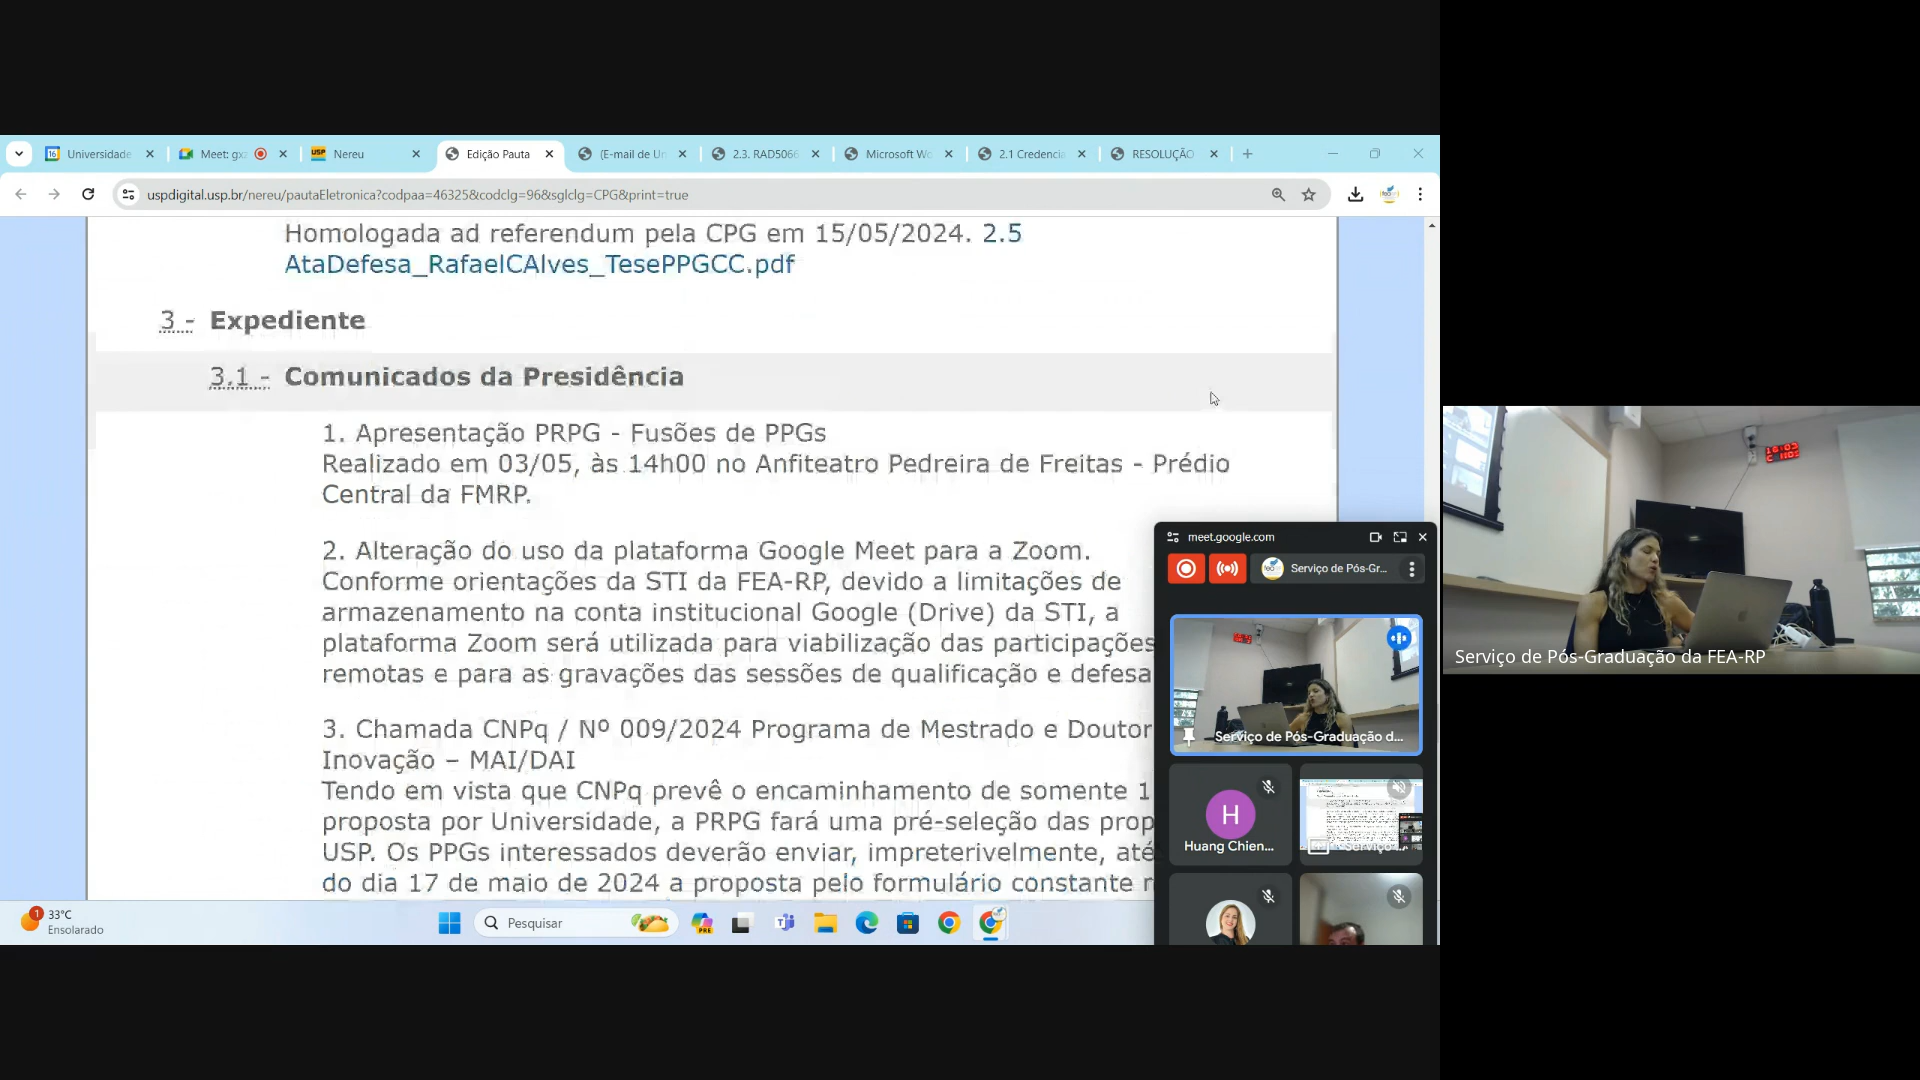 Universidade
Meet: gx
Nereu
Edição Pauta
(E-mail de Un
2.3. RAD5066
Microsoft Wo
2.1 Credencia
RESOLUÇÃO
uspdigital.usp.br/nereu/pautaEletronica?codpaa=46325&codclg=96&sglclg=CPG&print=true
Homologada ad referendum pela CPG em 15/05/2024. 2.5
AtaDefesa_RafaelCAlves_TesePPGCC.pdf
3 - Expediente
3.1 - Comunicados da Presidência
1. Apresentação PRPG - Fusões de PPGs
Realizado em 03/05, às 14h00 no Anfiteatro Pedreira de Freitas - Prédio
Central da FMRP.
2. Alteração do uso da plataforma Google Meet para a Zoom.
Conforme orientações da STI da FEA-RP, devido a limitações de
armazenamento na conta institucional Google (Drive) da STI, a
plataforma Zoom será utilizada para viabilização das participações
remotas e para as gravações das sessões de qualificação e defesa
3. Chamada CNPq / Nº 009/2024 Programa de Mestrado e Doutor
Inovação – MAI/DAI
Tendo em vista que CNPq prevê o encaminhamento de somente 1
proposta por Universidade, a PRPG fará uma pré-seleção das prop
USP. Os PPGs interessados deverão enviar, impreterivelmente, até
do dia 17 de maio de 2024 a proposta pelo formulário constante n
meet.google.com
Serviço de Pós-Gr...
Serviço de Pós-Graduação d...
H
Huang Chien...
Serviço de Pós-Graduação da FEA-RP
1
33°C
Ensolarado
Pesquisar
PRE